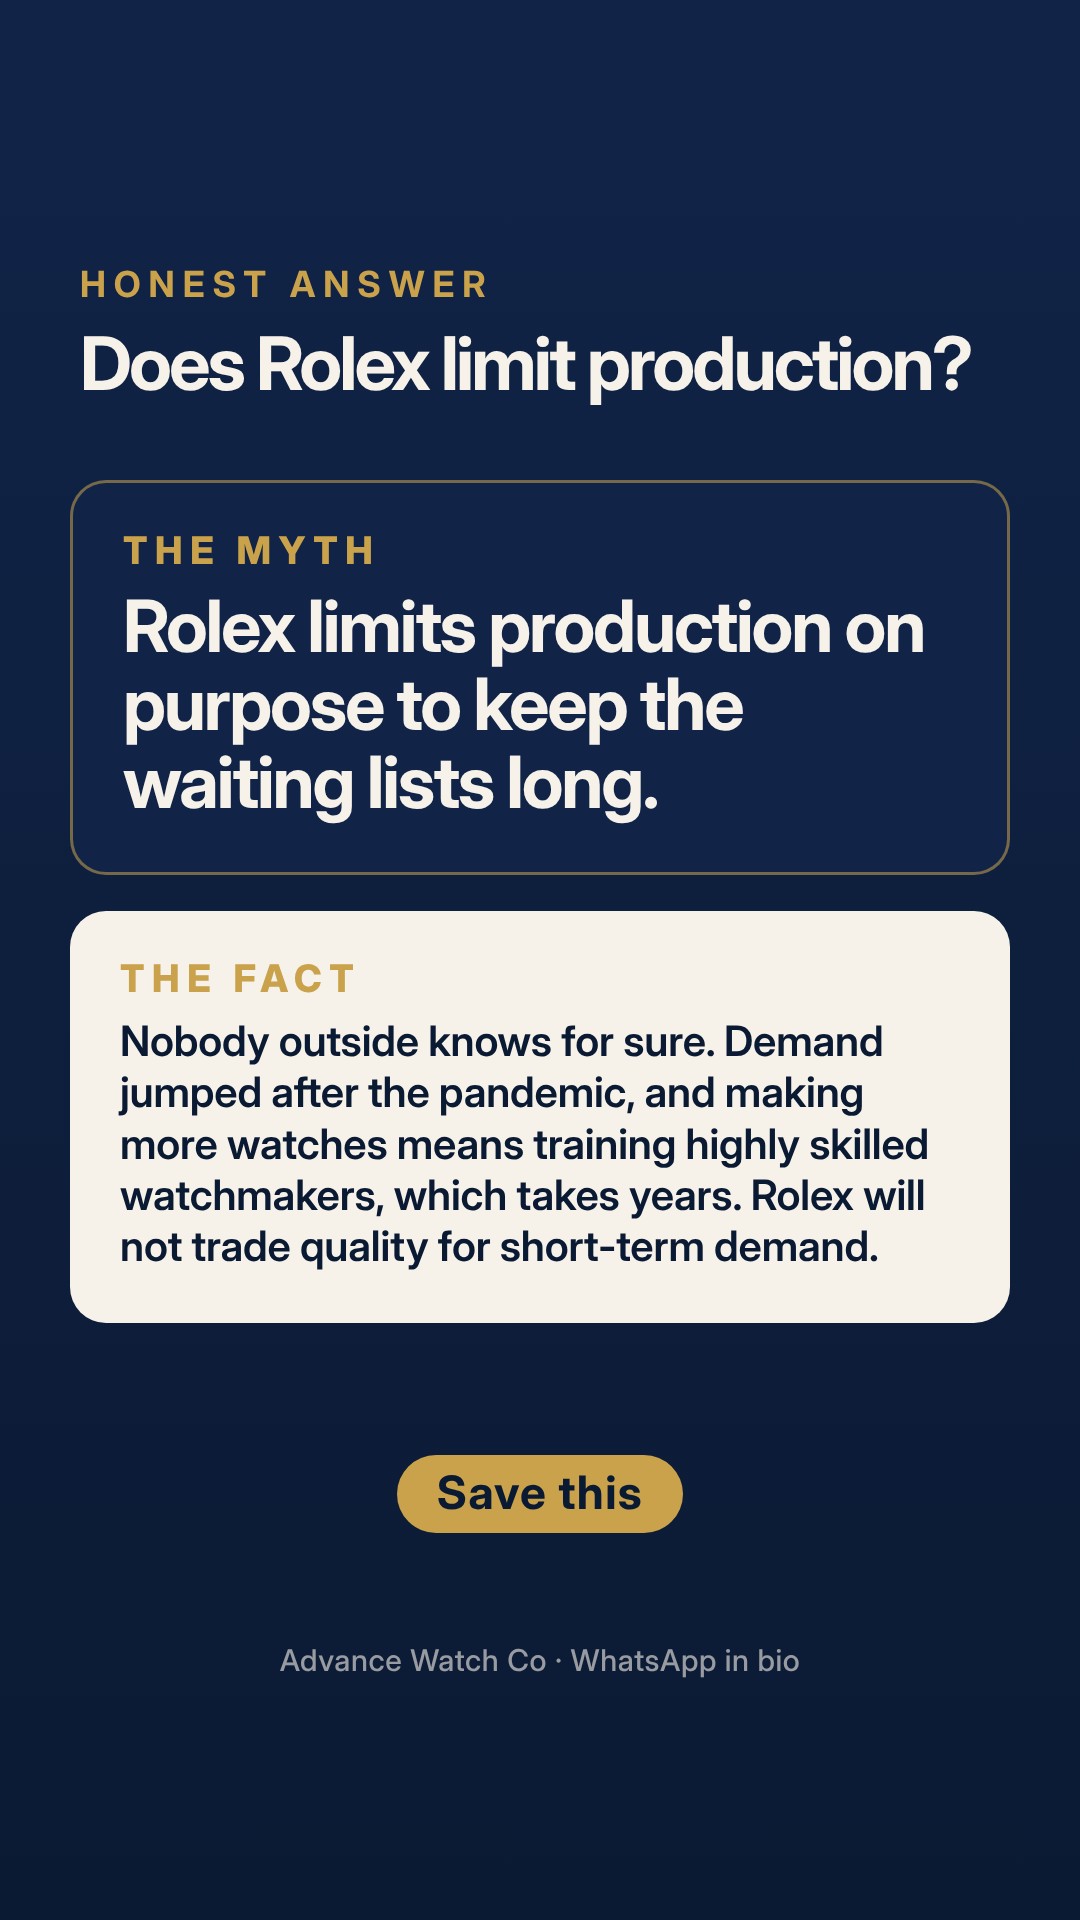 HONEST ANSWER
Does Rolex limit production?
THE MYTH
Rolex limits production on
purpose to keep the
waiting lists long.
THE FACT
Nobody outside knows for sure. Demand
jumped after the pandemic, and making
more watches means training highly skilled
watchmakers, which takes years. Rolex will
not trade quality for short-term demand.
Save this
Advance Watch Co · WhatsApp in bio